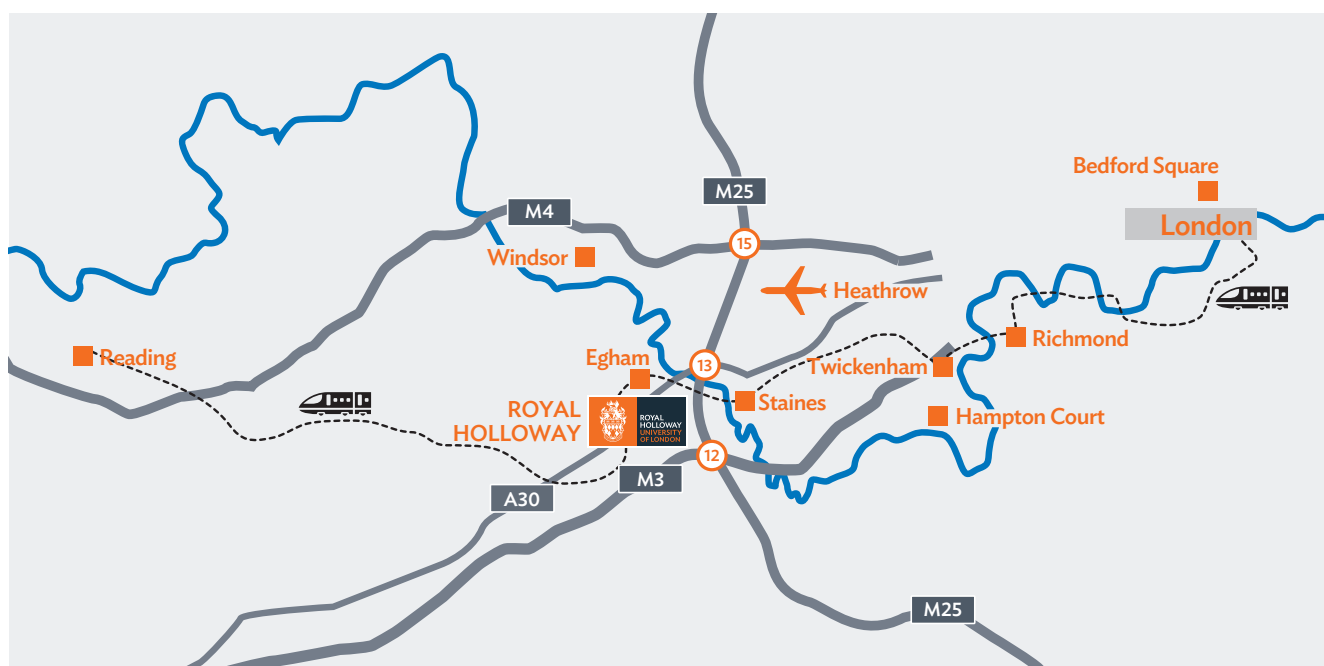 Bedford Square
M25
M4
London
15
Windsor
Heathrow
Richmond
Reading
Egham
13
Twickenham
Staines
ROYAL
HOLLOWAY
ROYAL
HOLLOWAY
UNIVERSITY
OF LONDON
Hampton Court
12
M3
A30
M25